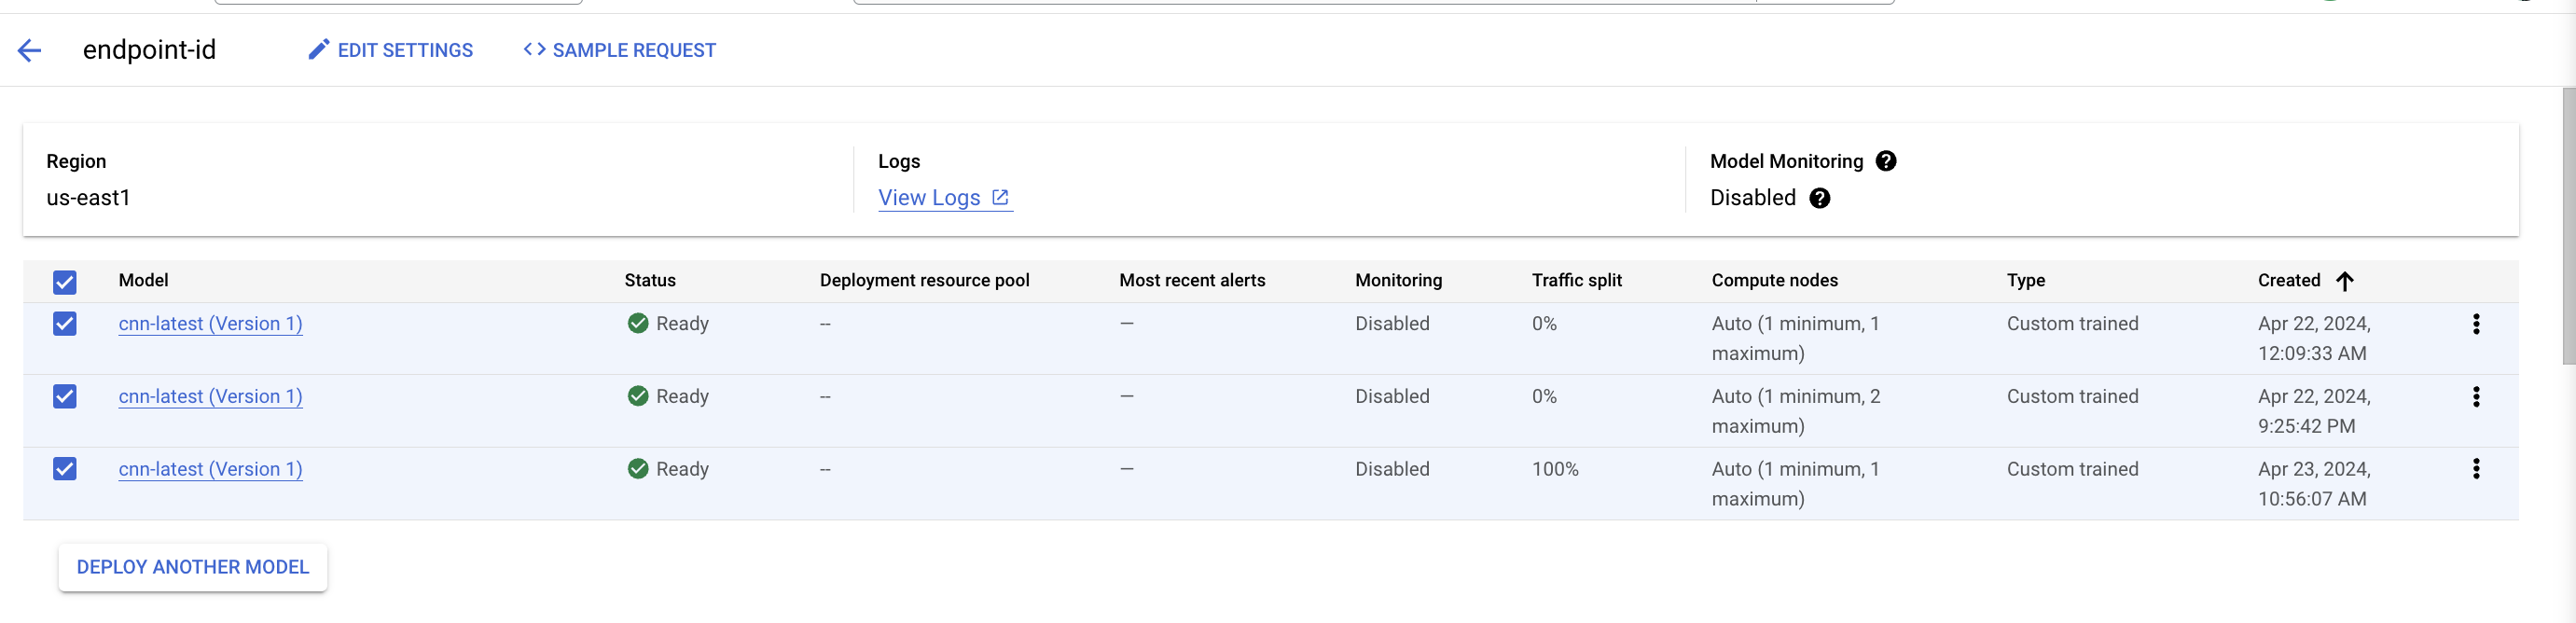 endpoint-id EDIT SETTINGS <> SAMPLE REQUEST
Region Logs Model Monitoring ?
us-east1 View Logs Disabled ?
Model Status Deployment resource pool Most recent alerts Monitoring Traffic split Compute nodes Type Created
cnn-latest (Version 1) Ready -- — Disabled 0% Auto (1 minimum, 1 Custom trained Apr 22, 2024,
maximum) 12:09:33 AM
cnn-latest (Version 1) Ready -- — Disabled 0% Auto (1 minimum, 2 Custom trained Apr 22, 2024,
maximum) 9:25:42 PM
cnn-latest (Version 1) Ready -- — Disabled 100% Auto (1 minimum, 1 Custom trained Apr 23, 2024,
maximum) 10:56:07 AM
DEPLOY ANOTHER MODEL